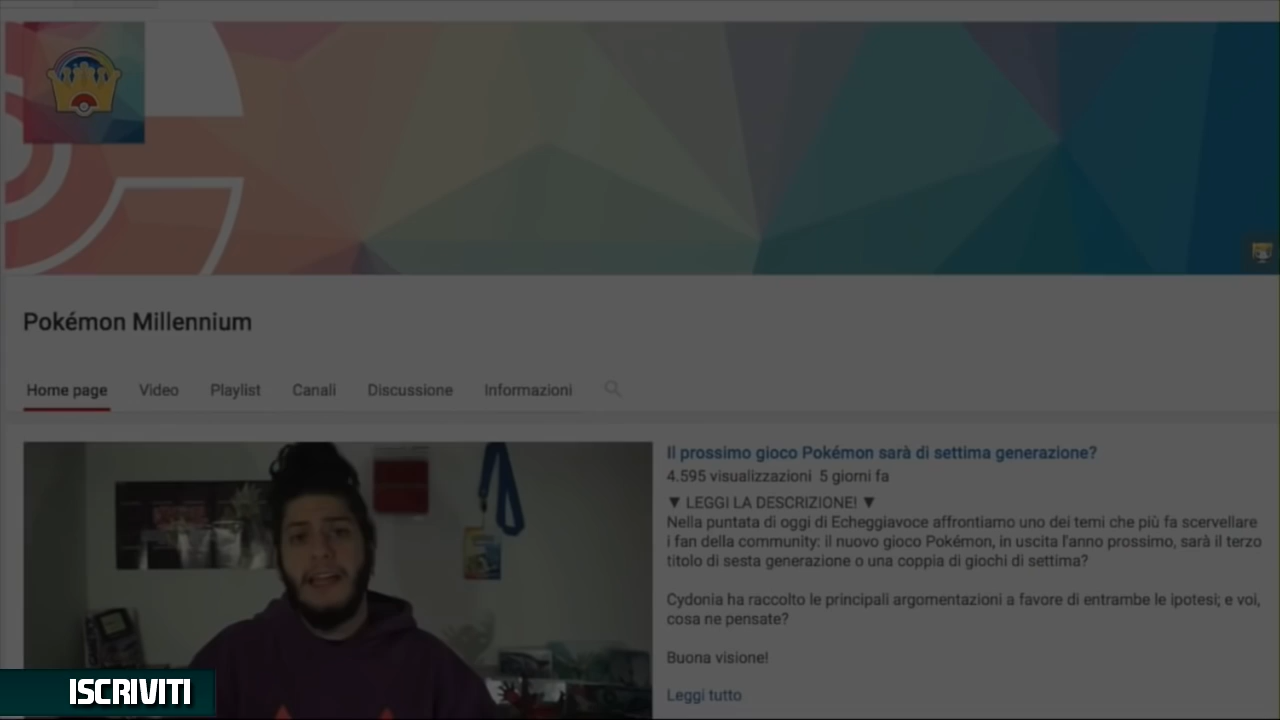 Pokémon Millennium
Home page Video Playlist Canali Discussione Informazioni
Il prossimo gioco Pokémon sarà di settima generazione?
4.595 visualizzazioni 5 giorni fa
▼ LEGGI LA DESCRIZIONE! ▼
Nella puntata di oggi di Echeggiavoce affrontiamo uno dei temi che più fa scervellare
i fan della community: il nuovo gioco Pokémon, in uscita l'anno prossimo, sarà il terzo
titolo di sesta generazione o una coppia di giochi di settima?
Cydonia ha raccolto le principali argomentazioni a favore di entrambe le ipotesi; e voi,
cosa ne pensate?
Buona visione!
Leggi tutto
ISCRIVITI